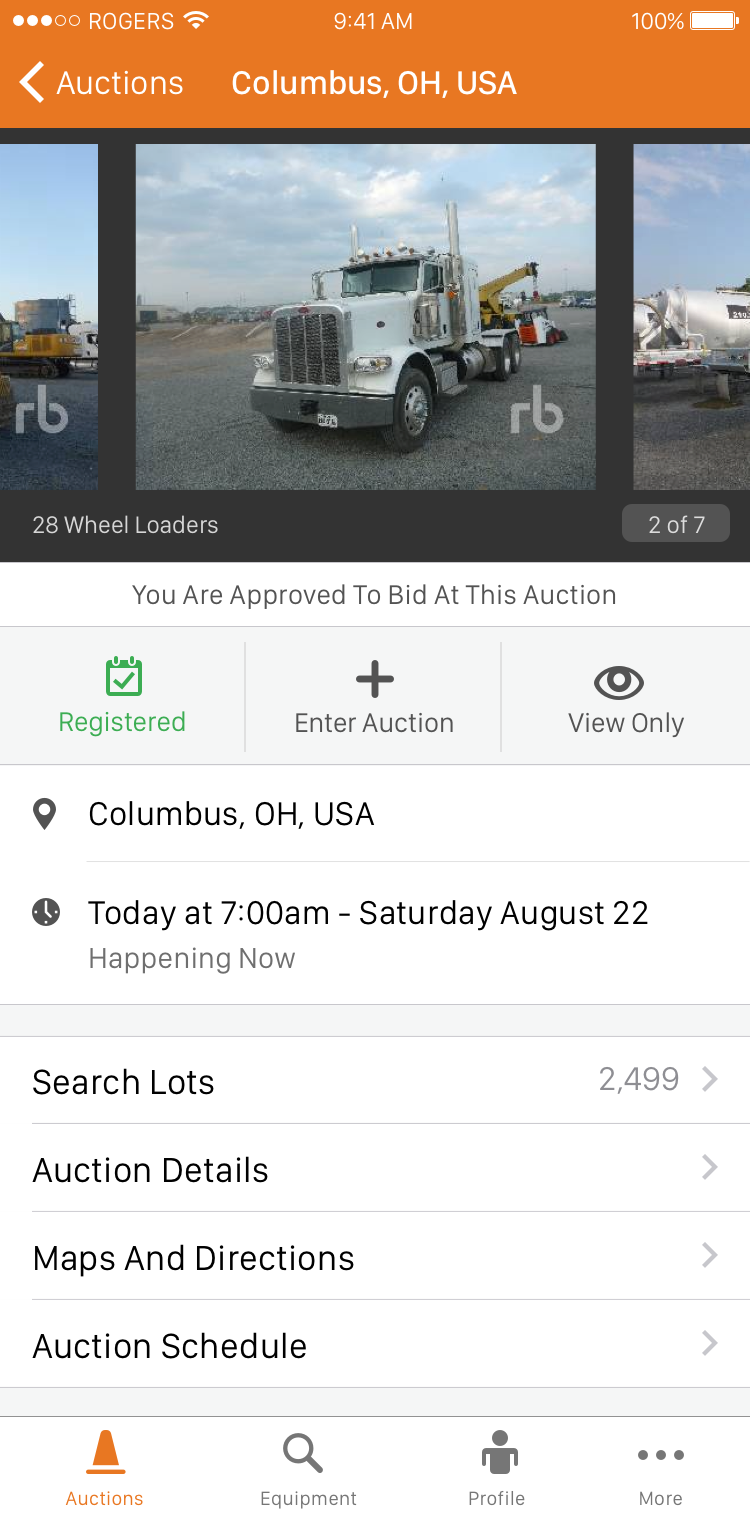 ROGERS 9:41 AM 100%
Auctions Columbus, OH, USA
rb rb
28 Wheel Loaders 2 of 7
You Are Approved To Bid At This Auction
Registered Enter Auction View Only
Columbus, OH, USA
Today at 7:00am - Saturday August 22
Happening Now
Search Lots 2,499
Auction Details
Maps And Directions
Auction Schedule
Auctions Equipment Profile More